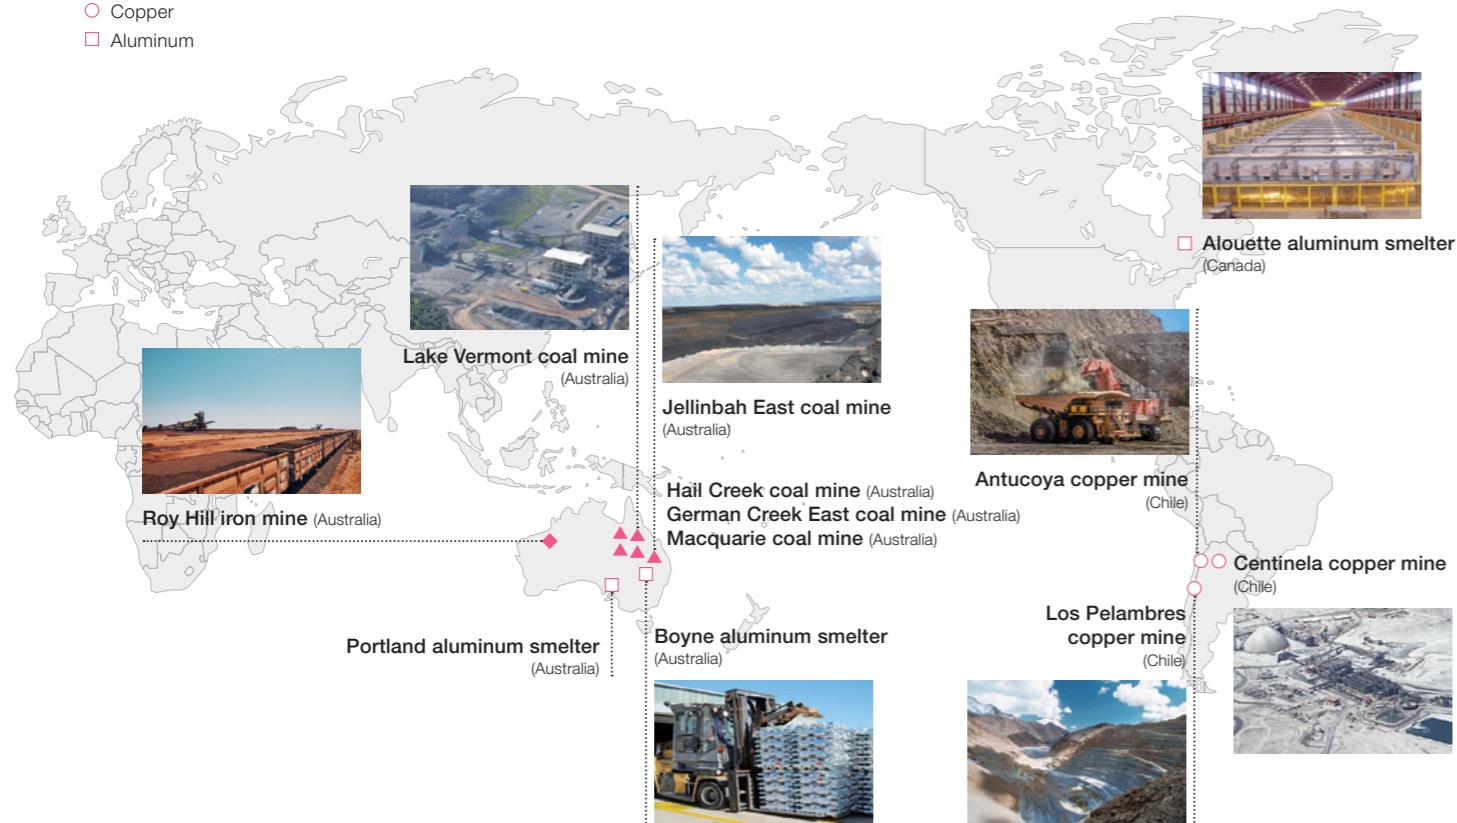 Copper
Aluminum
Alouette aluminum smelter
(Canada)
Lake Vermont coal mine
(Australia)
Jellinbah East coal mine
(Australia)
Antucoya copper mine
(Chile)
Hail Creek coal mine (Australia)
German Creek East coal mine (Australia)
Macquarie coal mine (Australia)
Roy Hill iron mine (Australia)
Centinela copper mine
(Chile)
Los Pelambres
copper mine
(Chile)
Portland aluminum smelter
(Australia)
Boyne aluminum smelter
(Australia)